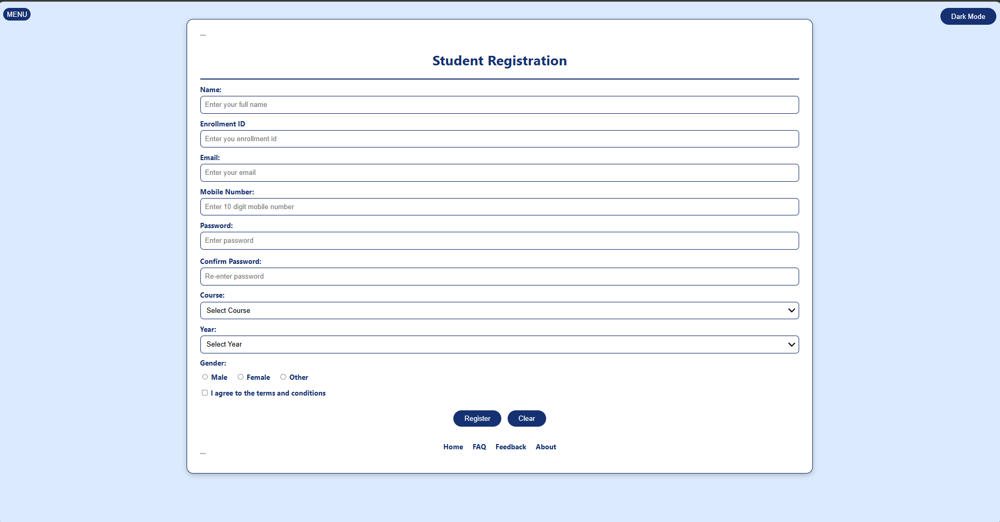 MENU
Dark Mode
```
Student Registration
Name:
Enter your full name
Enrollment ID
Enter you enrollment id
Email:
Enter your email
Mobile Number:
Enter 10 digit mobile number
Password:
Enter password
Confirm Password:
Re-enter password
Course:
Select Course
Year:
Select Year
Gender:
Male Female Other
I agree to the terms and conditions
Register Clear
Home FAQ Feedback About
```